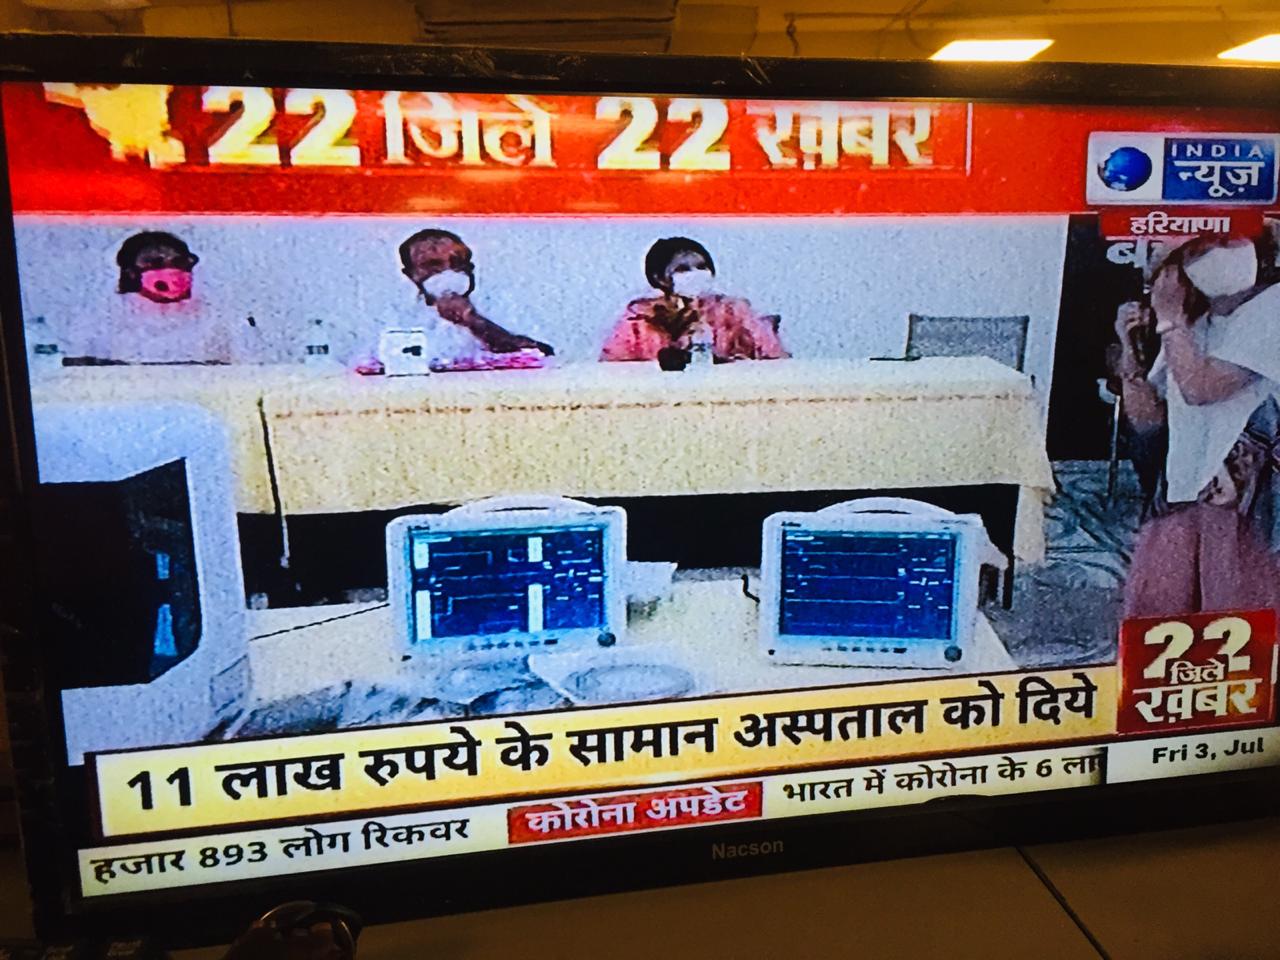 22 जिले 22 ख़बर
INDIA
न्यूज़
हरियाणा
22
जिले
ख़बर
11 लाख रुपये के सामान अस्पताल को दिये
Fri 3, Jul
हजार 893 लोग रिकवर
कोरोना अपडेट
भारत में कोरोना के 6
Nacson